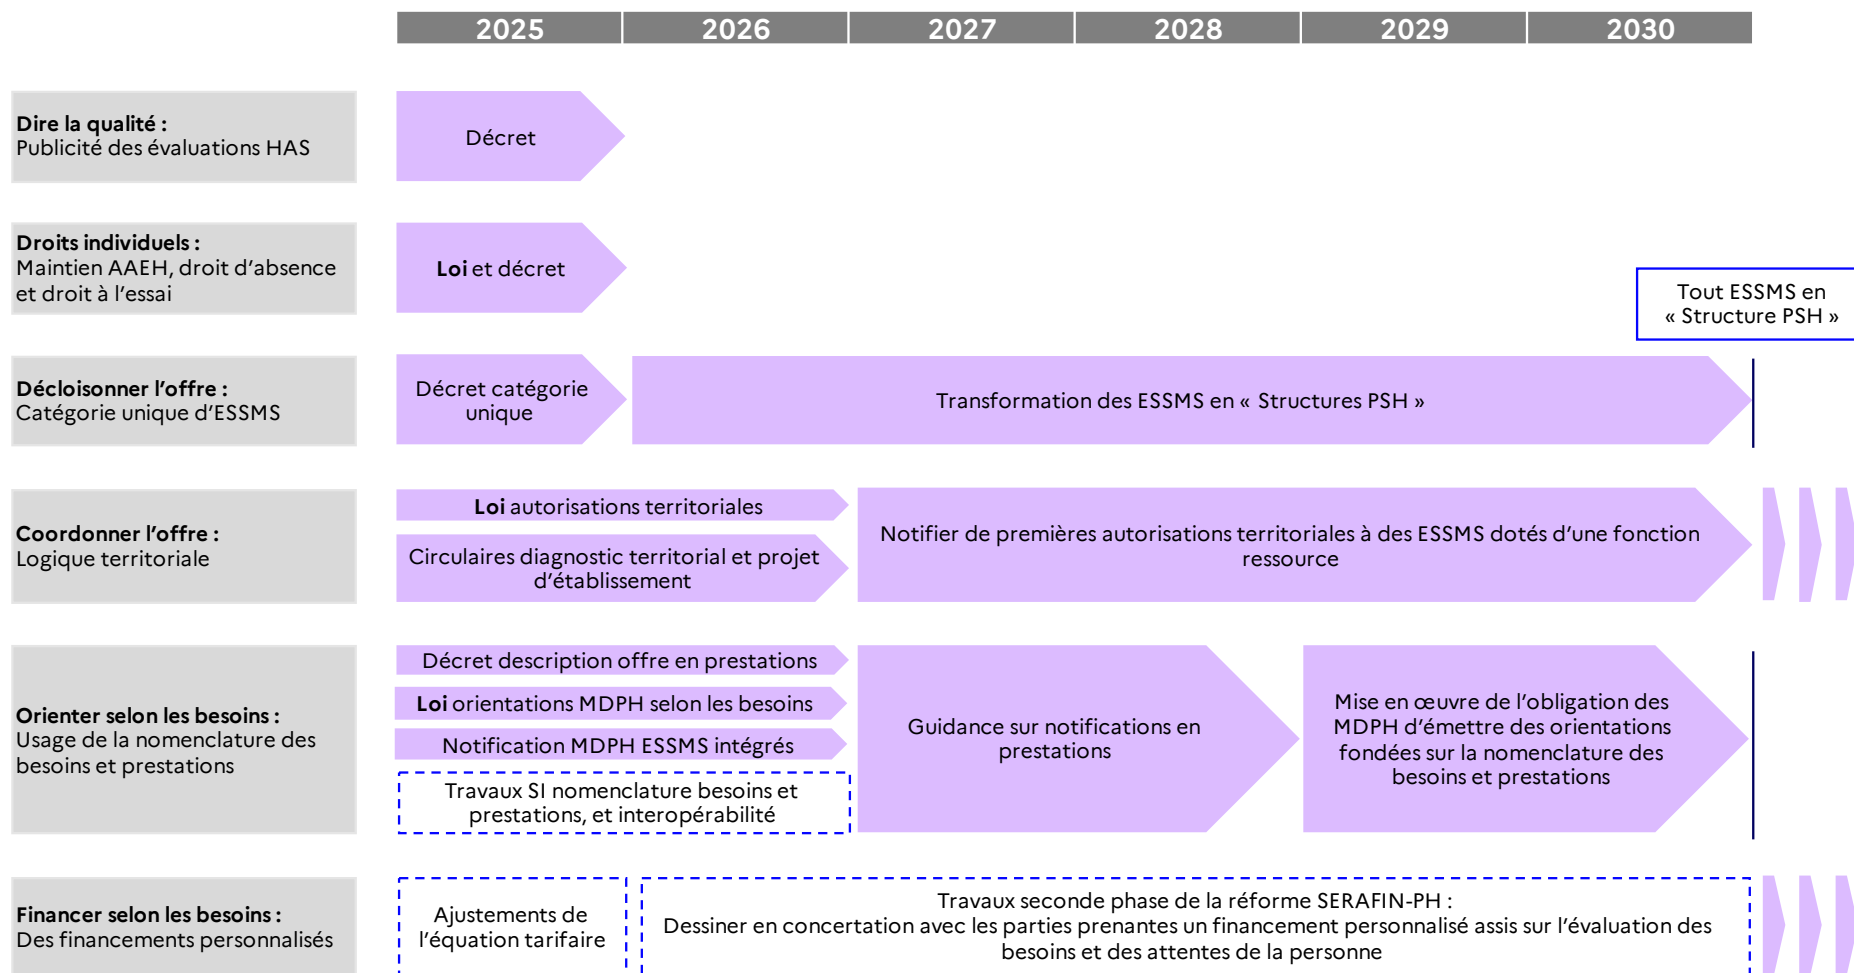 2025 2026 2027 2028 2029 2030
Dire la qualité :
Publicité des évaluations HAS
Décret
Droits individuels :
Maintien AAEH, droit d’absence
et droit à l’essai
Loi et décret
Tout ESSMS en
« Structure PSH »
Décloisonner l’offre :
Catégorie unique d’ESSMS
Décret catégorie
unique
Transformation des ESSMS en « Structures PSH »
Coordonner l’offre :
Logique territoriale
Loi autorisations territoriales
Circulaires diagnostic territorial et projet
d’établissement
Notifier de premières autorisations territoriales à des ESSMS dotés d’une fonction
ressource
Orienter selon les besoins :
Usage de la nomenclature des
besoins et prestations
Décret description offre en prestations
Loi orientations MDPH selon les besoins
Notification MDPH ESSMS intégrés
Travaux SI nomenclature besoins et
prestations, et interopérabilité
Guidance sur notifications en
prestations
Mise en œuvre de l’obligation des
MDPH d’émettre des orientations
fondées sur la nomenclature des
besoins et prestations
Financer selon les besoins :
Des financements personnalisés
Ajustements de
l’équation tarifaire
Travaux seconde phase de la réforme SERAFIN-PH :
Dessiner en concertation avec les parties prenantes un financement personnalisé assis sur l’évaluation des
besoins et des attentes de la personne